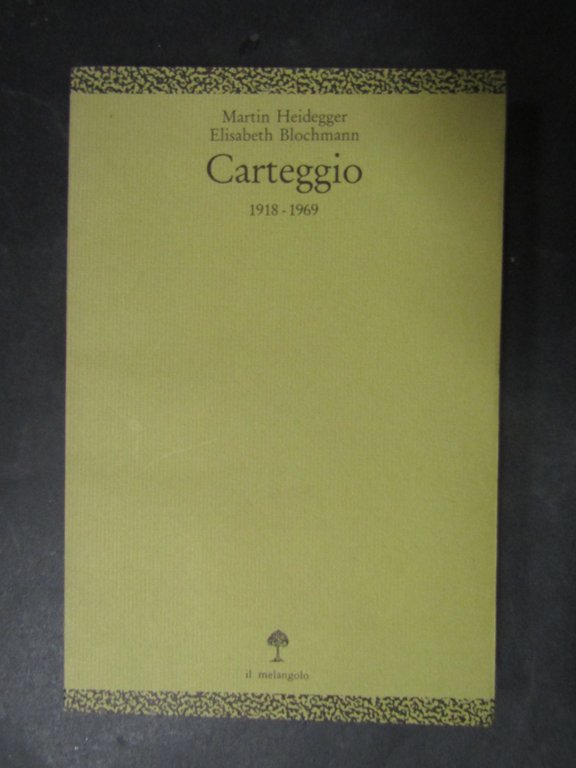 Martin Heidegger
Elisabeth Blochmann
Carteggio
1918 - 1969
il melangolo